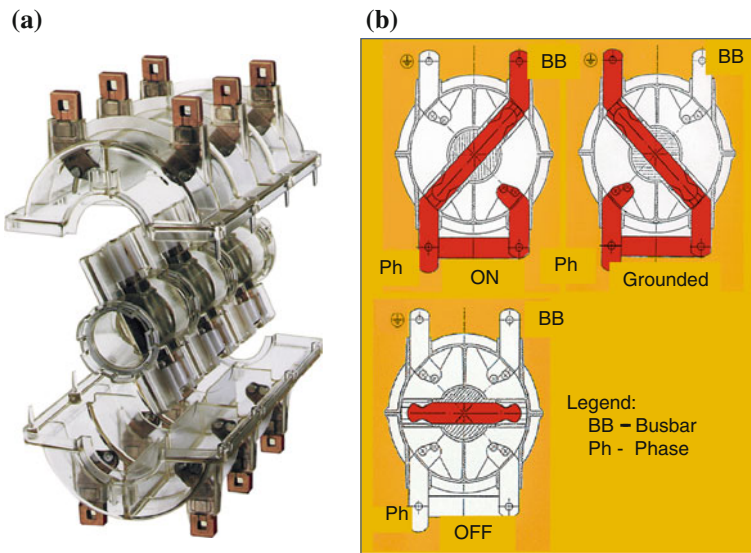 (a)
(b)
BB
BB
Ph
ON
Ph
Grounded
BB
Legend:
BB – Busbar
Ph - Phase
Ph
OFF